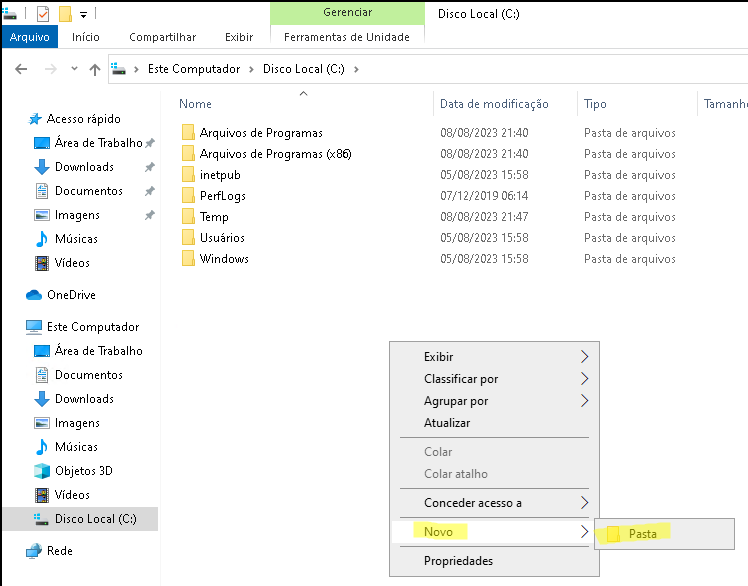 Gerenciar
Disco Local (C:)
Arquivo Início Compartilhar Exibir Ferramentas de Unidade
Este Computador Disco Local (C:)
Nome Data de modificação Tipo
Acesso rápido
Área de Trabalho
Downloads
Documentos
Imagens
Músicas
Vídeos
OneDrive
Este Computador
Área de Trabalho
Documentos
Downloads
Imagens
Músicas
Objetos 3D
Vídeos
Disco Local (C:)
Rede
Arquivos de Programas 08/08/2023 21:40 Pasta de arquivos
Arquivos de Programas (x86) 08/08/2023 21:40 Pasta de arquivos
inetpub 05/08/2023 15:58 Pasta de arquivos
PerfLogs 07/12/2019 06:14 Pasta de arquivos
Temp 08/08/2023 21:47 Pasta de arquivos
Usuários 05/08/2023 15:58 Pasta de arquivos
Windows 05/08/2023 15:58 Pasta de arquivos
Exibir
Classificar por
Agrupar por
Atualizar
Colar
Colar atalho
Conceder acesso a
Novo
Pasta
Propriedades